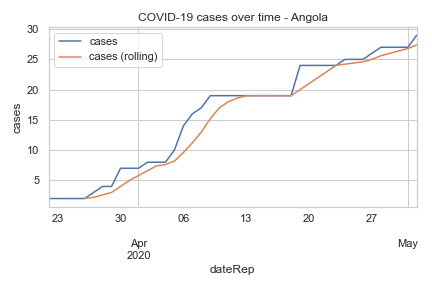 COVID-19 cases over time - Angola
cases
cases (rolling)
cases
30
25
20
15
10
5
23
30
06
13
20
27
Apr
2020
May
dateRep